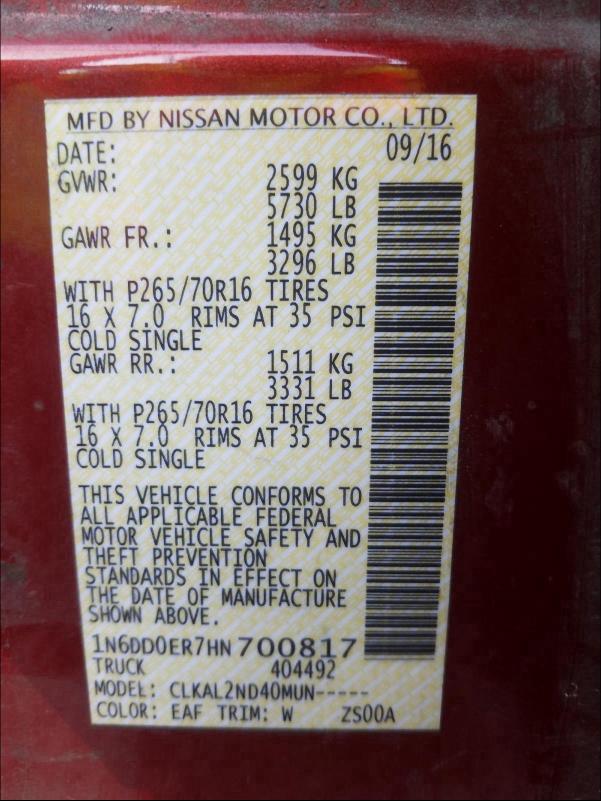 MFD BY NISSAN MOTOR CO., LTD.
DATE: 09/16
GVWR: 2599 KG
5730 LB
GAWR FR.: 1495 KG
3296 LB
WITH P265/70R16 TIRES
16 X 7.0 RIMS AT 35 PSI
COLD SINGLE
GAWR RR.: 1511 KG
3331 LB
WITH P265/70R16 TIRES
16 X 7.0 RIMS AT 35 PSI
COLD SINGLE
THIS VEHICLE CONFORMS TO
ALL APPLICABLE FEDERAL
MOTOR VEHICLE SAFETY AND
THEFT PREVENTION
STANDARDS IN EFFECT ON
THE DATE OF MANUFACTURE
SHOWN ABOVE.
1N6DD0ER7HN700817
TRUCK 404492
MODEL: CLKAL2ND40MUN-----
COLOR: EAF TRIM: W ZS00A